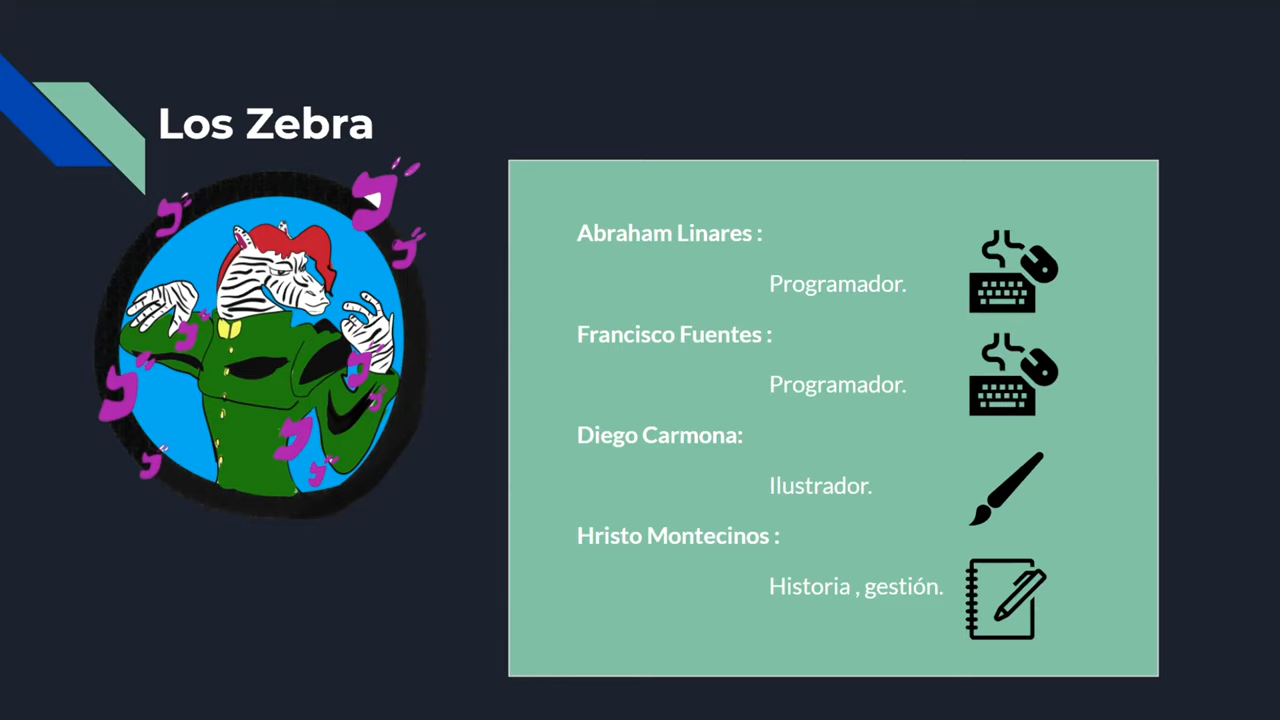 Los Zebra
Abraham Linares :
Programador.
Francisco Fuentes :
Programador.
Diego Carmona:
Ilustrador.
Hristo Montecinos :
Historia , gestión.